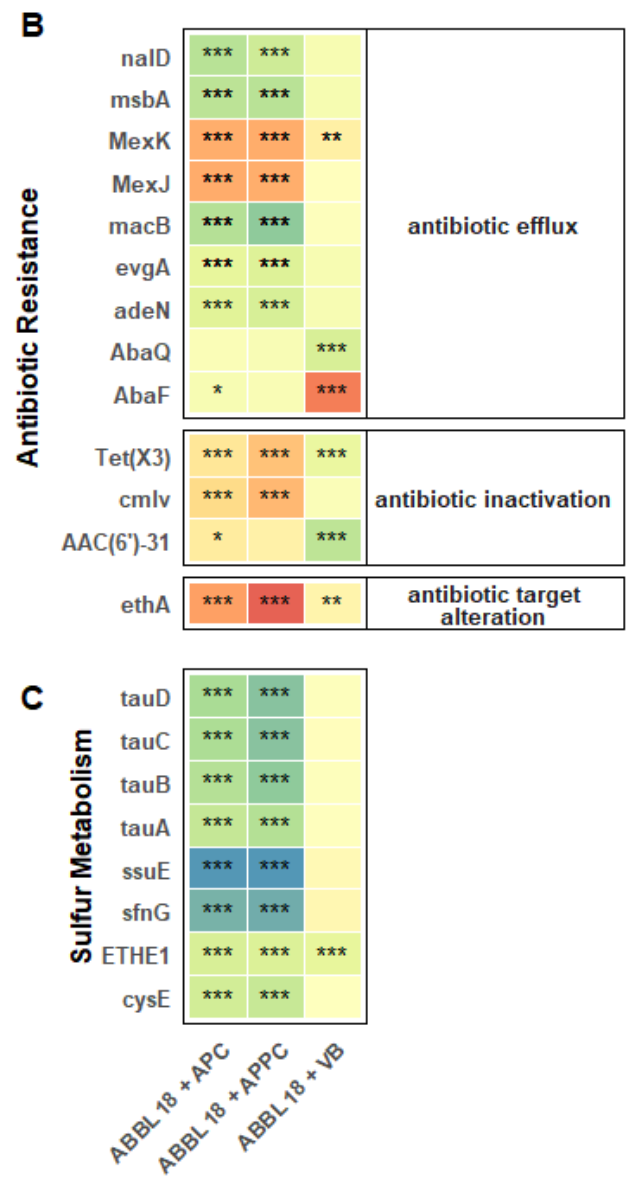 B
Antibiotic Resistance
nalD *** ***
msbA *** ***
MexK *** *** **
MexJ *** ***
macB *** ***
evgA *** ***
adeN *** ***
AbaQ ***
AbaF * ***
antibiotic efflux
Tet(X3) *** *** ***
cmlv *** ***
AAC(6')-31 * ***
antibiotic inactivation
ethA *** *** **
antibiotic target
alteration
C
Sulfur Metabolism
tauD *** ***
tauC *** ***
tauB *** ***
tauA *** ***
ssuE *** ***
sfnG *** ***
ETHE1 *** *** ***
cysE *** ***
ABBL 18 + APC
ABBL 18 + APPC
ABBL 18 + VB